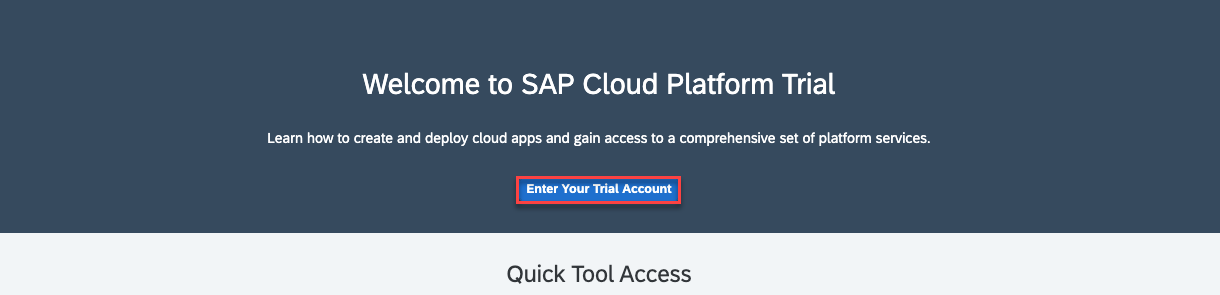 Welcome to SAP Cloud Platform Trial
Learn how to create and deploy cloud apps and gain access to a comprehensive set of platform services.
Enter Your Trial Account
Quick Tool Access